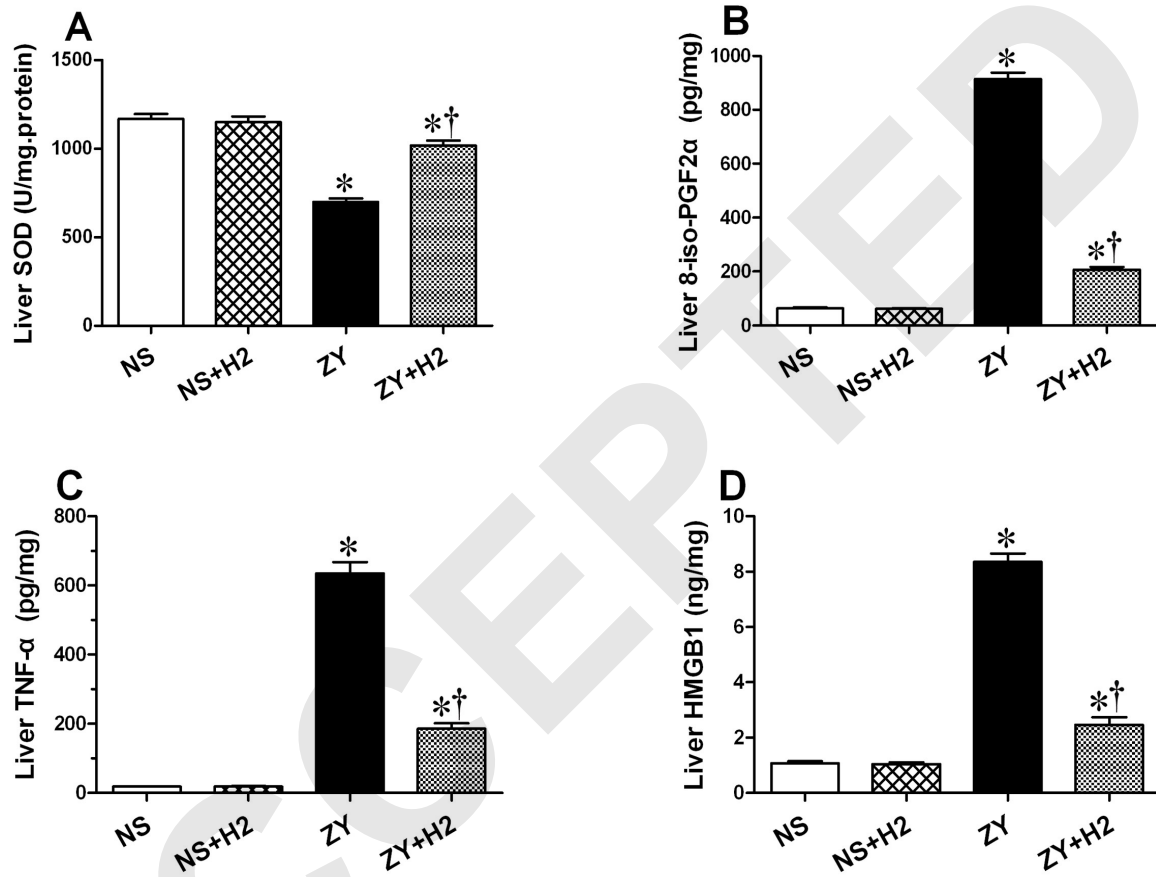 A
Liver SOD (U/mg.protein)
1500
1000
500
0
*
*†
NS
NS+H2
ZY
ZY+H2
B
Liver 8-iso-PGF2α (pg/mg)
1000
800
600
400
200
0
*
*†
NS
NS+H2
ZY
ZY+H2
C
Liver TNF-α (pg/mg)
800
600
400
200
0
*
*†
NS
NS+H2
ZY
ZY+H2
D
Liver HMGB1 (ng/mg)
10
8
6
4
2
0
*
*†
NS
NS+H2
ZY
ZY+H2
CCEPTED